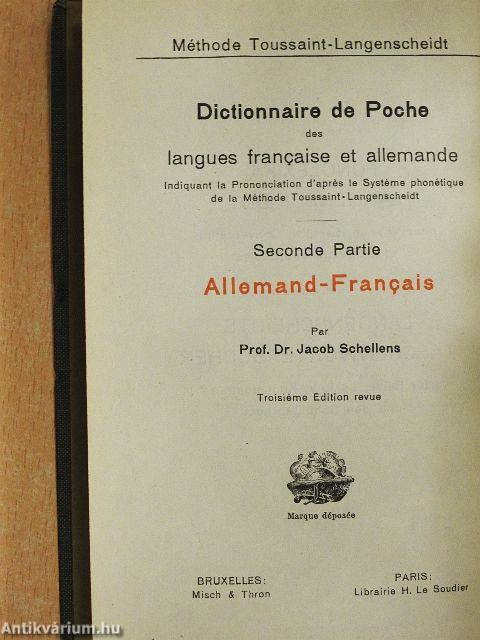 Méthode Toussaint-Langenscheidt
Dictionnaire de Poche
des
langues française et allemande
Indiquant la Prononciation d'après le Système phonétique
de la Méthode Toussaint-Langenscheidt
Seconde Partie
Allemand-Français
Par
Prof. Dr. Jacob Schellens
Troisième Édition revue
Marque déposée
BRUXELLES:
Misch & Thron
PARIS:
Librairie H. Le Soudier
Antikvárium.hu